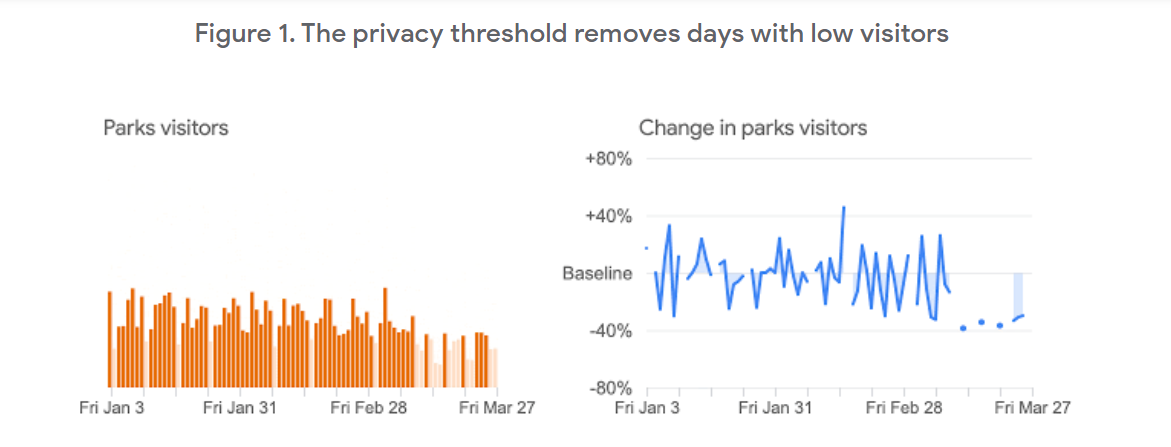 Figure 1. The privacy threshold removes days with low visitors
Parks visitors
Fri Jan 3
Fri Jan 31
Fri Feb 28
Fri Mar 27
Change in parks visitors
+80%
+40%
Baseline
-40%
-80%
Fri Jan 3
Fri Jan 31
Fri Feb 28
Fri Mar 27